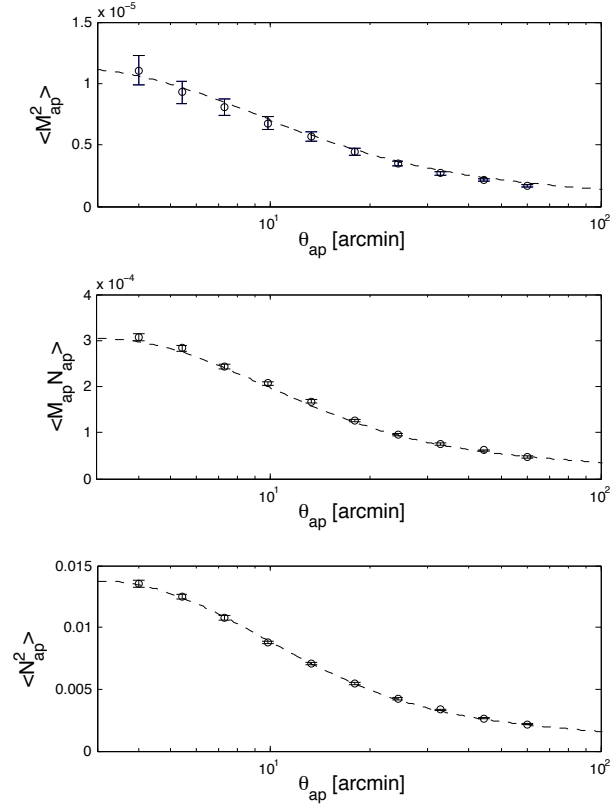 x 10⁻⁵
1.5
1
0.5
0
<M²ap>
10¹
10²
θap [arcmin]
x 10⁻⁴
4
3
2
1
0
<MapNap>
10¹
10²
θap [arcmin]
0.015
0.01
0.005
0
<N²ap>
10¹
10²
θap [arcmin]